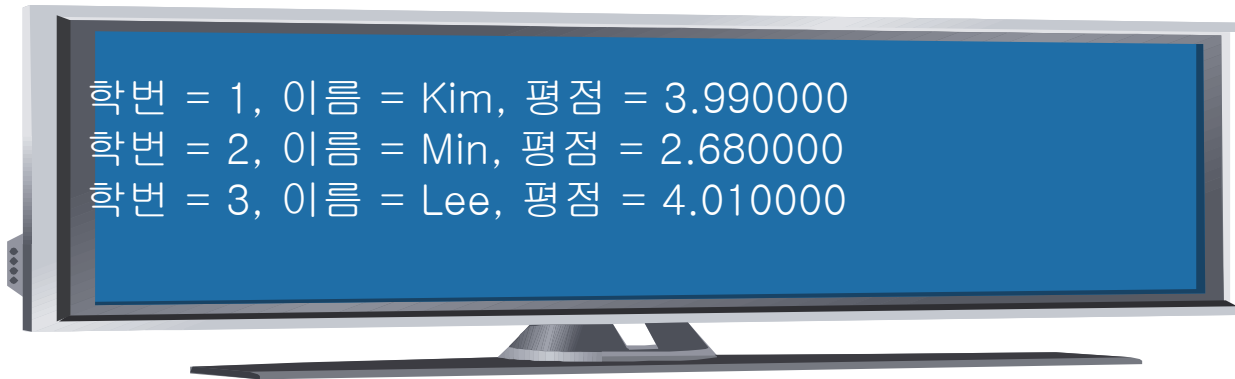 학번 = 1, 이름 = Kim, 평점 = 3.990000
학번 = 2, 이름 = Min, 평점 = 2.680000
학번 = 3, 이름 = Lee, 평점 = 4.010000